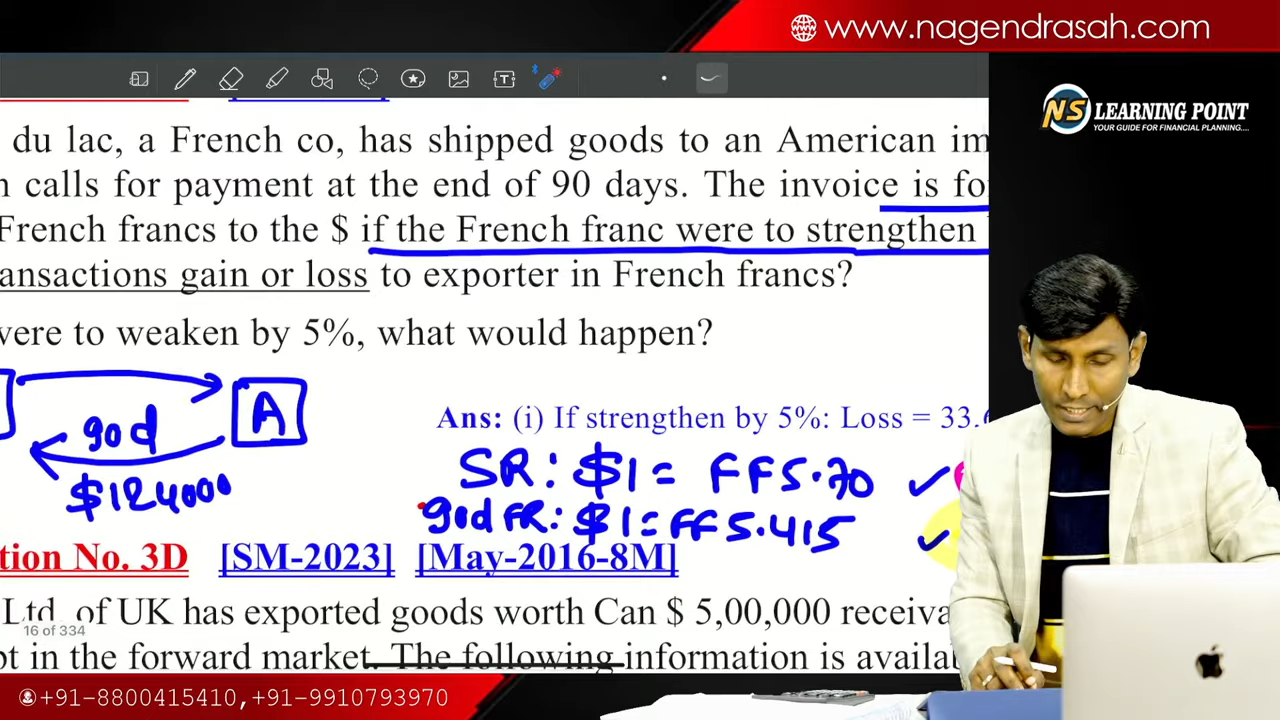 www.nagendrasah.com
NS LEARNING POINT
YOUR GUIDE FOR FINANCIAL PLANNING....
du lac, a French co, has shipped goods to an American im
n calls for payment at the end of 90 days. The invoice is fo
French francs to the $ if the French franc were to strengthen
ansactions gain or loss to exporter in French francs?
were to weaken by 5%, what would happen?
A
90d
$124000
Ans: (i) If strengthen by 5%: Loss = 33.6
SR: $1 = FF5.70
90d FR: $1 = FF5.415
tion No. 3D [SM-2023] [May-2016-8M]
Ltd. of UK has exported goods worth Can $ 5,00,000 receiva
16 of 334
pt in the forward market. The following information is availa
+91-8800415410,+91-9910793970